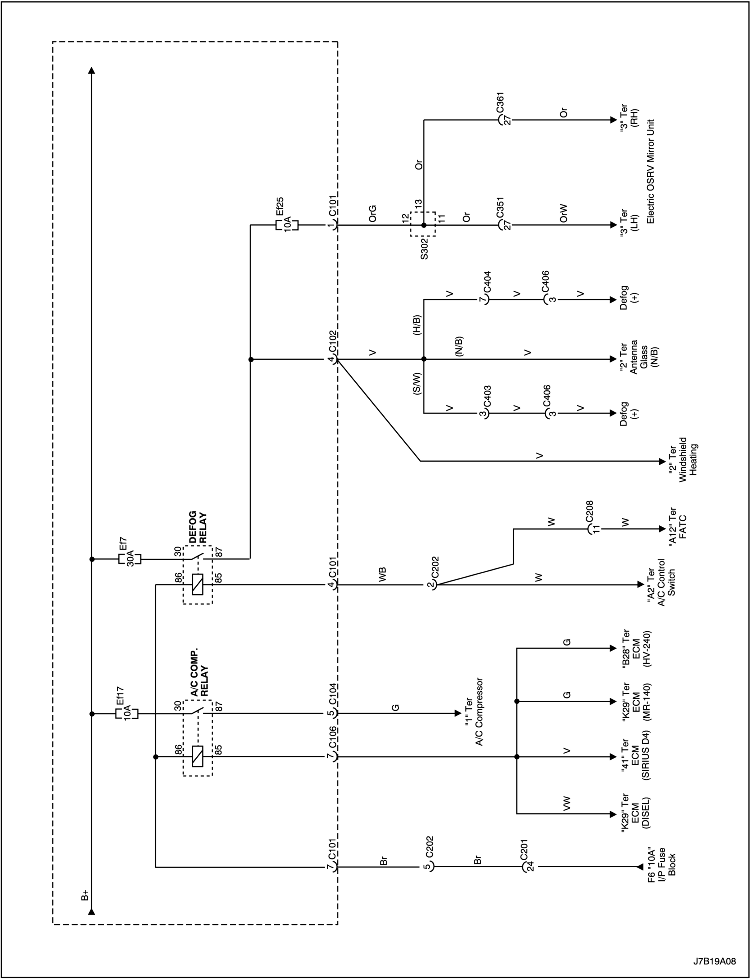 C361
27
Or
"3" Ter
(RH)
Or
Electric OSRV Mirror Unit
Ef25
10A
C101
1
OrG
12
13
11
S302
Or
C351
27
OrW
"3" Ter
(LH)
(H/B)
V
C404
7
V
C406
3
V
Defog
(+)
C102
4
V
(N/B)
V
"2" Ter
Antenna
Glass
(N/B)
(S/W)
V
C403
3
V
C406
3
V
Defog
(+)
V
"2" Ter
Windshield
Heating
Ef7
30A
DEFOG
RELAY
30
87
86
85
C101
4
WB
C202
2
W
C208
11
W
"A12" Ter
FATC
W
"A2" Ter
A/C Control
Switch
Ef17
10A
A/C COMP.
RELAY
30
87
86
85
C104
5
G
"1" Ter
A/C Compressor
C106
7
G
"B28" Ter
ECM
(HV-240)
G
"K29" Ter
ECM
(MR-140)
V
"41" Ter
ECM
(SIRIUS D4)
VW
"K29" Ter
ECM
(DISEL)
B+
C101
7
Br
C202
5
Br
C201
24
F6 "10A"
I/P Fuse
Block
J7B19A08